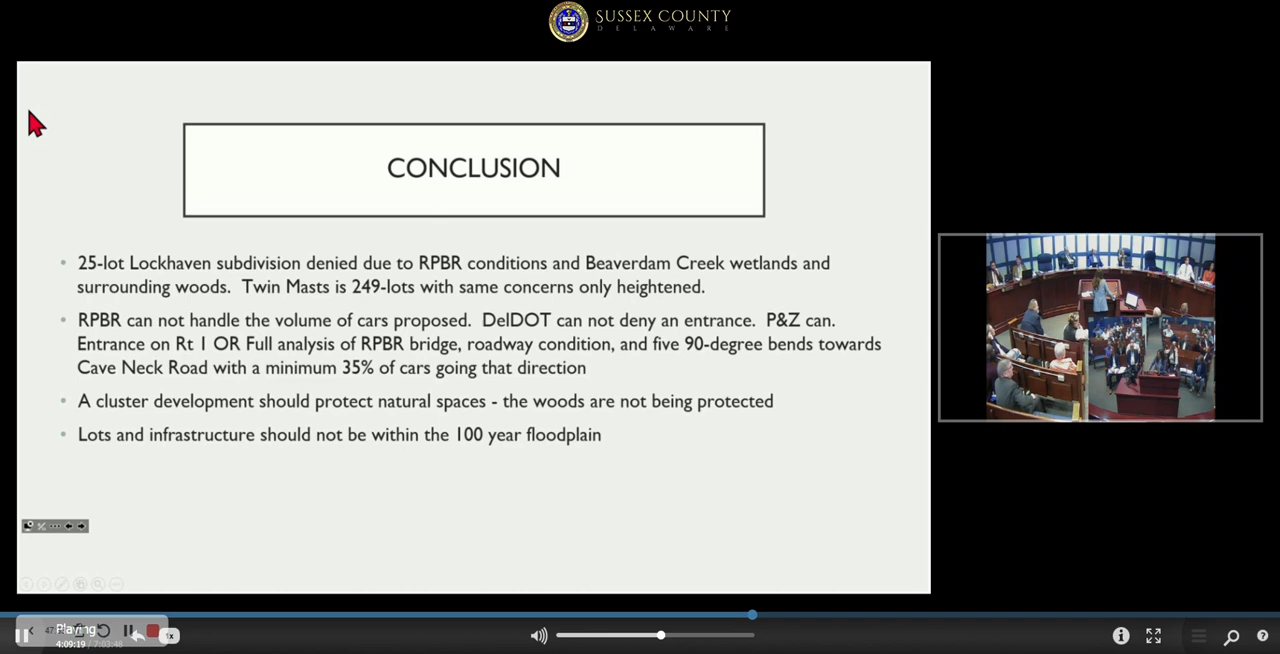 SUSSEX COUNTY
DELAWARE
CONCLUSION
• 25-lot Lockhaven subdivision denied due to RPBR conditions and Beaverdam Creek wetlands and
surrounding woods. Twin Masts is 249-lots with same concerns only heightened.
• RPBR can not handle the volume of cars proposed. DelDOT can not deny an entrance. P&Z can.
Entrance on Rt 1 OR Full analysis of RPBR bridge, roadway condition, and five 90-degree bends towards
Cave Neck Road with a minimum 35% of cars going that direction
• A cluster development should protect natural spaces - the woods are not being protected
• Lots and infrastructure should not be within the 100 year floodplain
Playing
1x
4:09:19 / 7:03:48